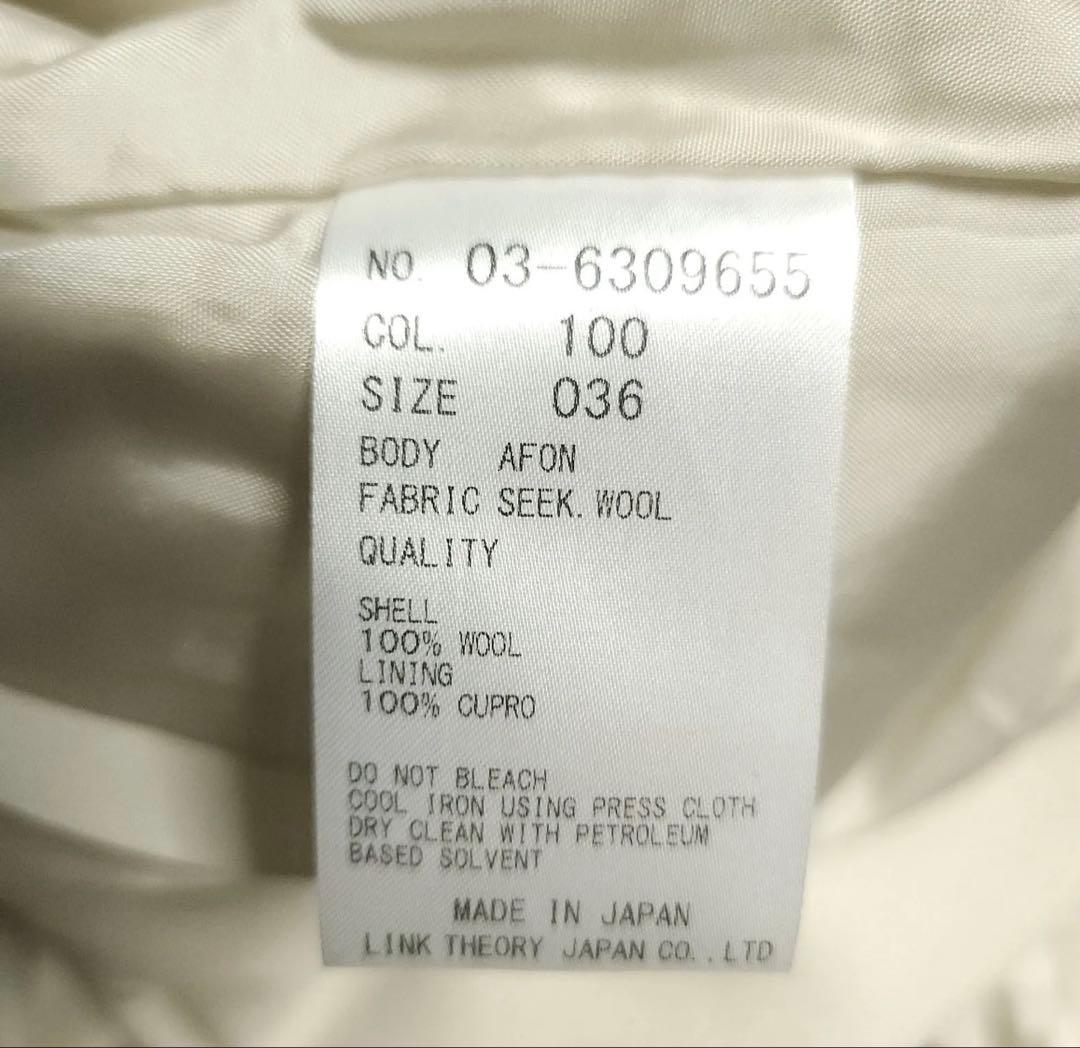 NO. 03-6309655
COL. 100
SIZE 036
BODY AFON
FABRIC SEEK. WOOL
QUALITY
SHELL
100% WOOL
LINING
100% CUPRO
DO NOT BLEACH
COOL IRON USING PRESS CLOTH
DRY CLEAN WITH PETROLEUM
BASED SOLVENT
MADE IN JAPAN
LINK THEORY JAPAN CO.,LTD